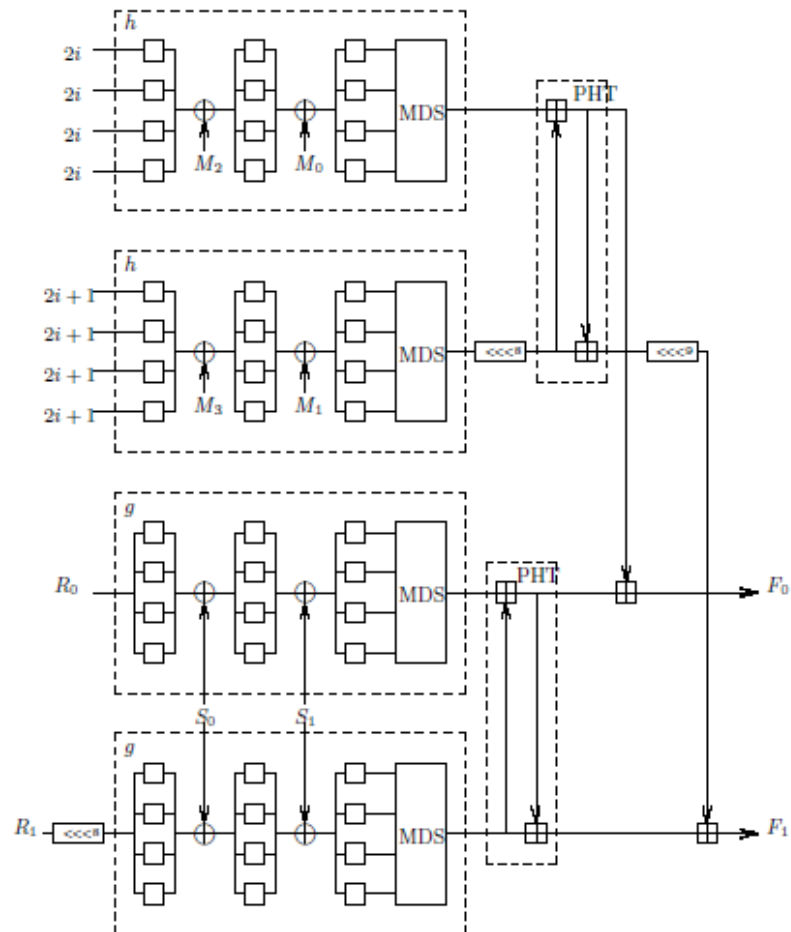 h
2i
2i
2i
2i
M₂
M₀
MDS
PHT
h
2i + 1
2i + 1
2i + 1
2i + 1
M₃
M₁
MDS
<<<8
<<<9
g
R₀
MDS
PHT
F₀
S₀
S₁
g
R₁
<<<8
MDS
F₁